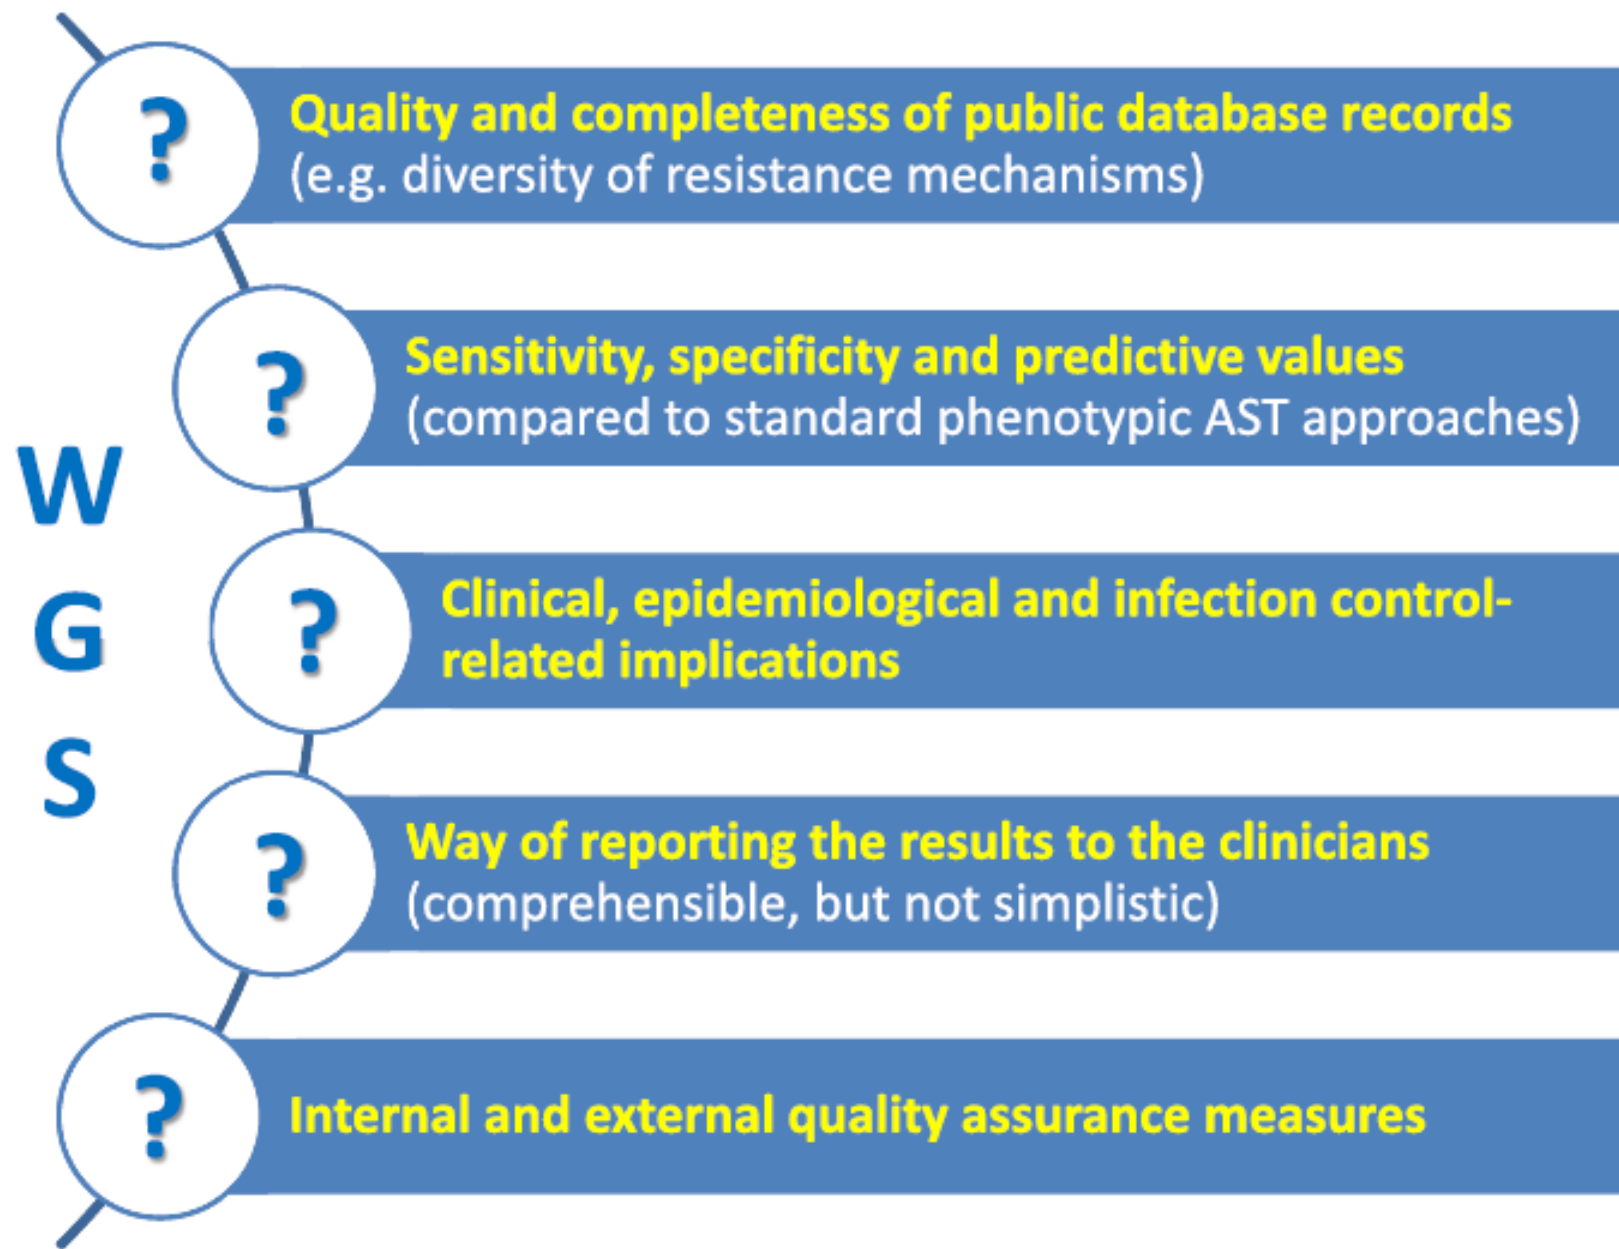 ?
Quality and completeness of public database records
(e.g. diversity of resistance mechanisms)
?
Sensitivity, specificity and predictive values
(compared to standard phenotypic AST approaches)
W
G
S
?
Clinical, epidemiological and infection control-
related implications
?
Way of reporting the results to the clinicians
(comprehensible, but not simplistic)
?
Internal and external quality assurance measures